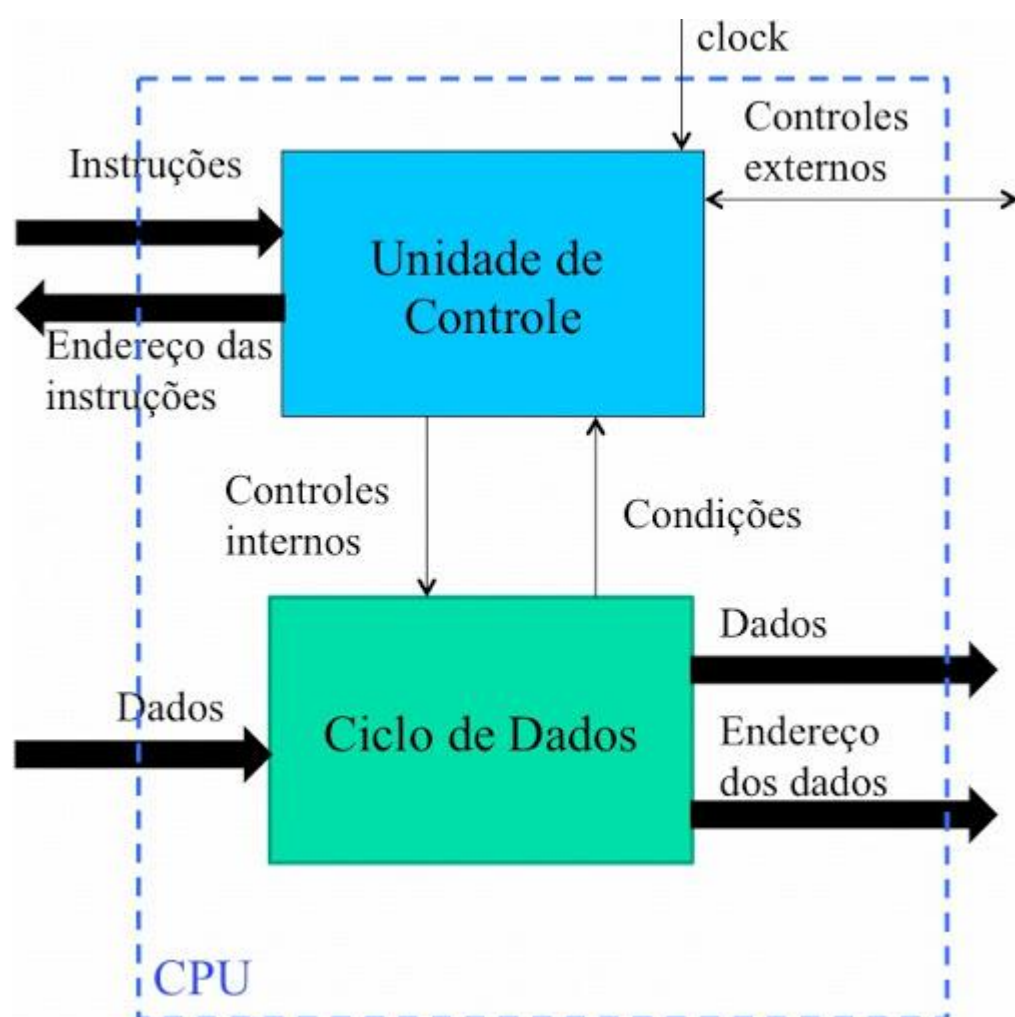 clock
Controles
externos
Instruções
Unidade de
Controle
Endereço das
instruções
Controles
internos
Condições
Dados
Dados
Ciclo de Dados
Endereço
dos dados
CPU